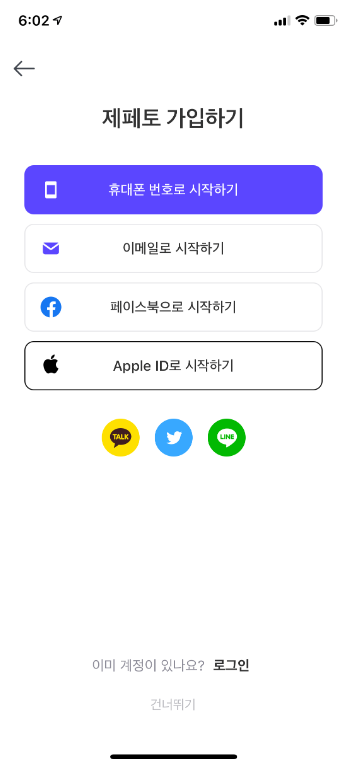 6:02
제페토 가입하기
휴대폰 번호로 시작하기
이메일로 시작하기
페이스북으로 시작하기
Apple ID로 시작하기
TALK LINE
이미 계정이 있나요? 로그인
건너뛰기